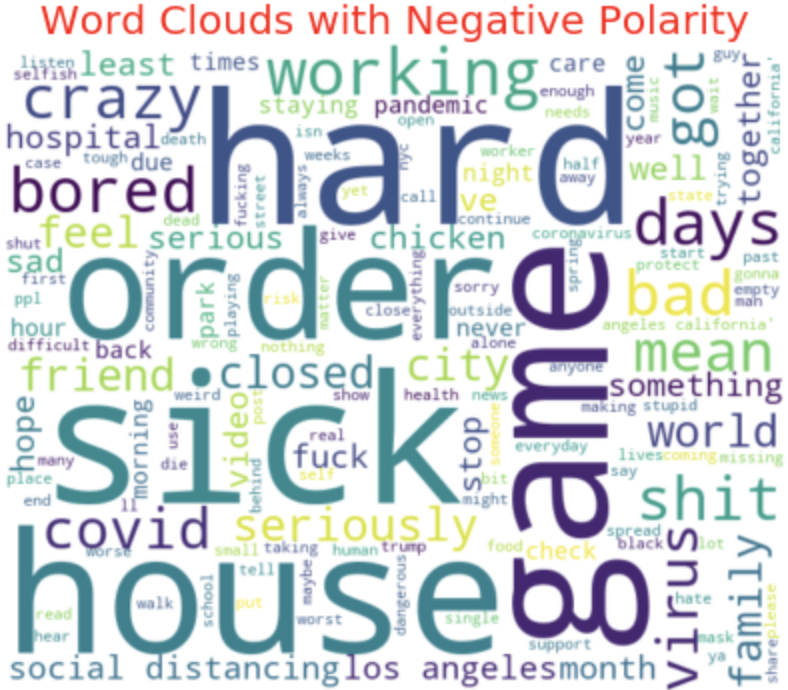 Word Clouds with Negative Polarity
listen least times working care guy
selfish enough come music got wait together california'
crazy staying pandemic needs
hospital death isn open hard year
case tough due weeks nyc worker half
bored fucking street always yet call night away well trying
dead ve continue state days
shut feel serious give chicken coronavirus
sad order sorry spring start past
first community park playing risk matter everything protect gonna
ppl close outside bad empty
hour wrong never man
difficult back nothing alone angeles california'
friend closed city anyone mean
weird show health news game something
hope sick post someone making stupid
many morning use video real stop world
place die fuck everyday lives coming missing
end behind self bit say
ll might shit
covid seriously spread
worse small taking human trump food check black lot
house tell maybe dangerous virus family
read walk school put single hate
hear worst support mask share please
ya
social distancing los angeles month